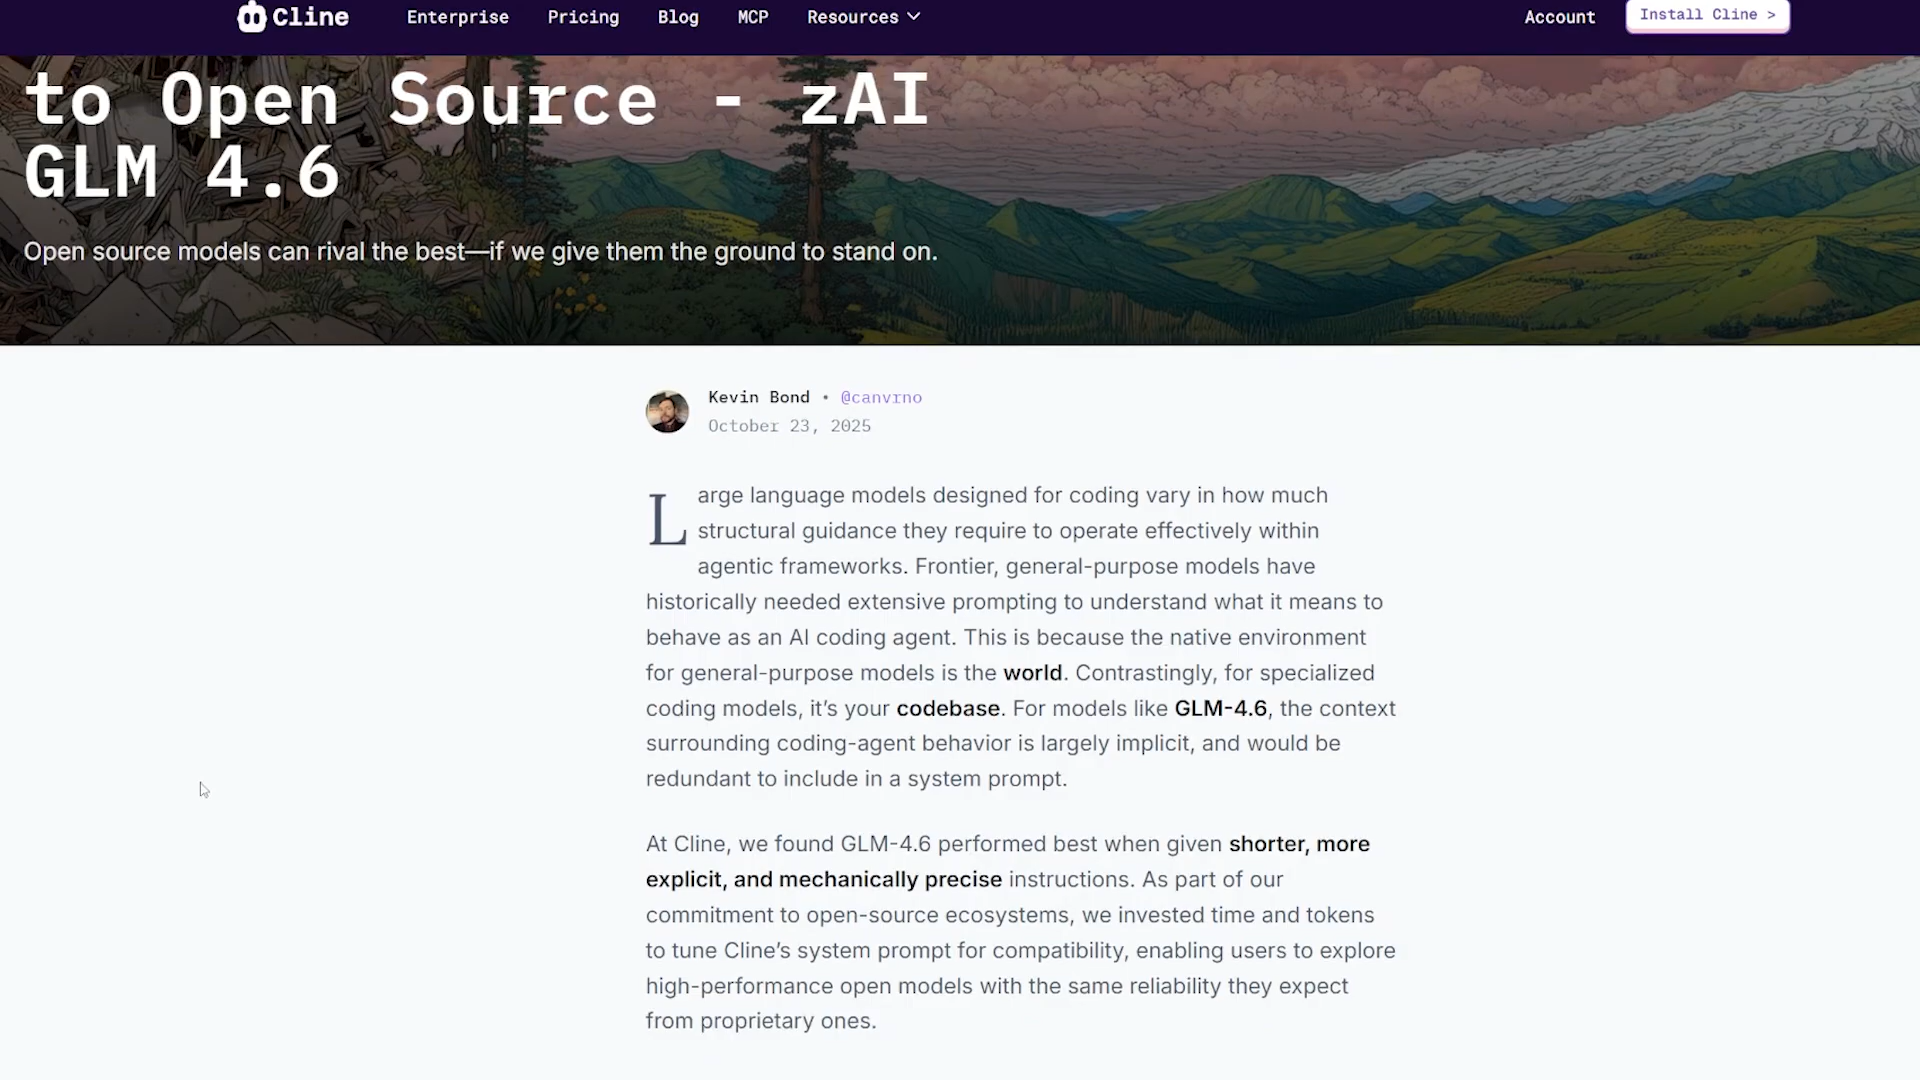 Cline
Enterprise
Pricing
Blog
MCP
Resources
Account
Install Cline >
to Open Source - zAI
GLM 4.6
Open source models can rival the best—if we give them the ground to stand on.
Kevin Bond • @canvrno
October 23, 2025
Large language models designed for coding vary in how much
structural guidance they require to operate effectively within
agentic frameworks. Frontier, general-purpose models have
historically needed extensive prompting to understand what it means to
behave as an AI coding agent. This is because the native environment
for general-purpose models is the world. Contrastingly, for specialized
coding models, it’s your codebase. For models like GLM-4.6, the context
surrounding coding-agent behavior is largely implicit, and would be
redundant to include in a system prompt.
At Cline, we found GLM-4.6 performed best when given shorter, more
explicit, and mechanically precise instructions. As part of our
commitment to open-source ecosystems, we invested time and tokens
to tune Cline’s system prompt for compatibility, enabling users to explore
high-performance open models with the same reliability they expect
from proprietary ones.